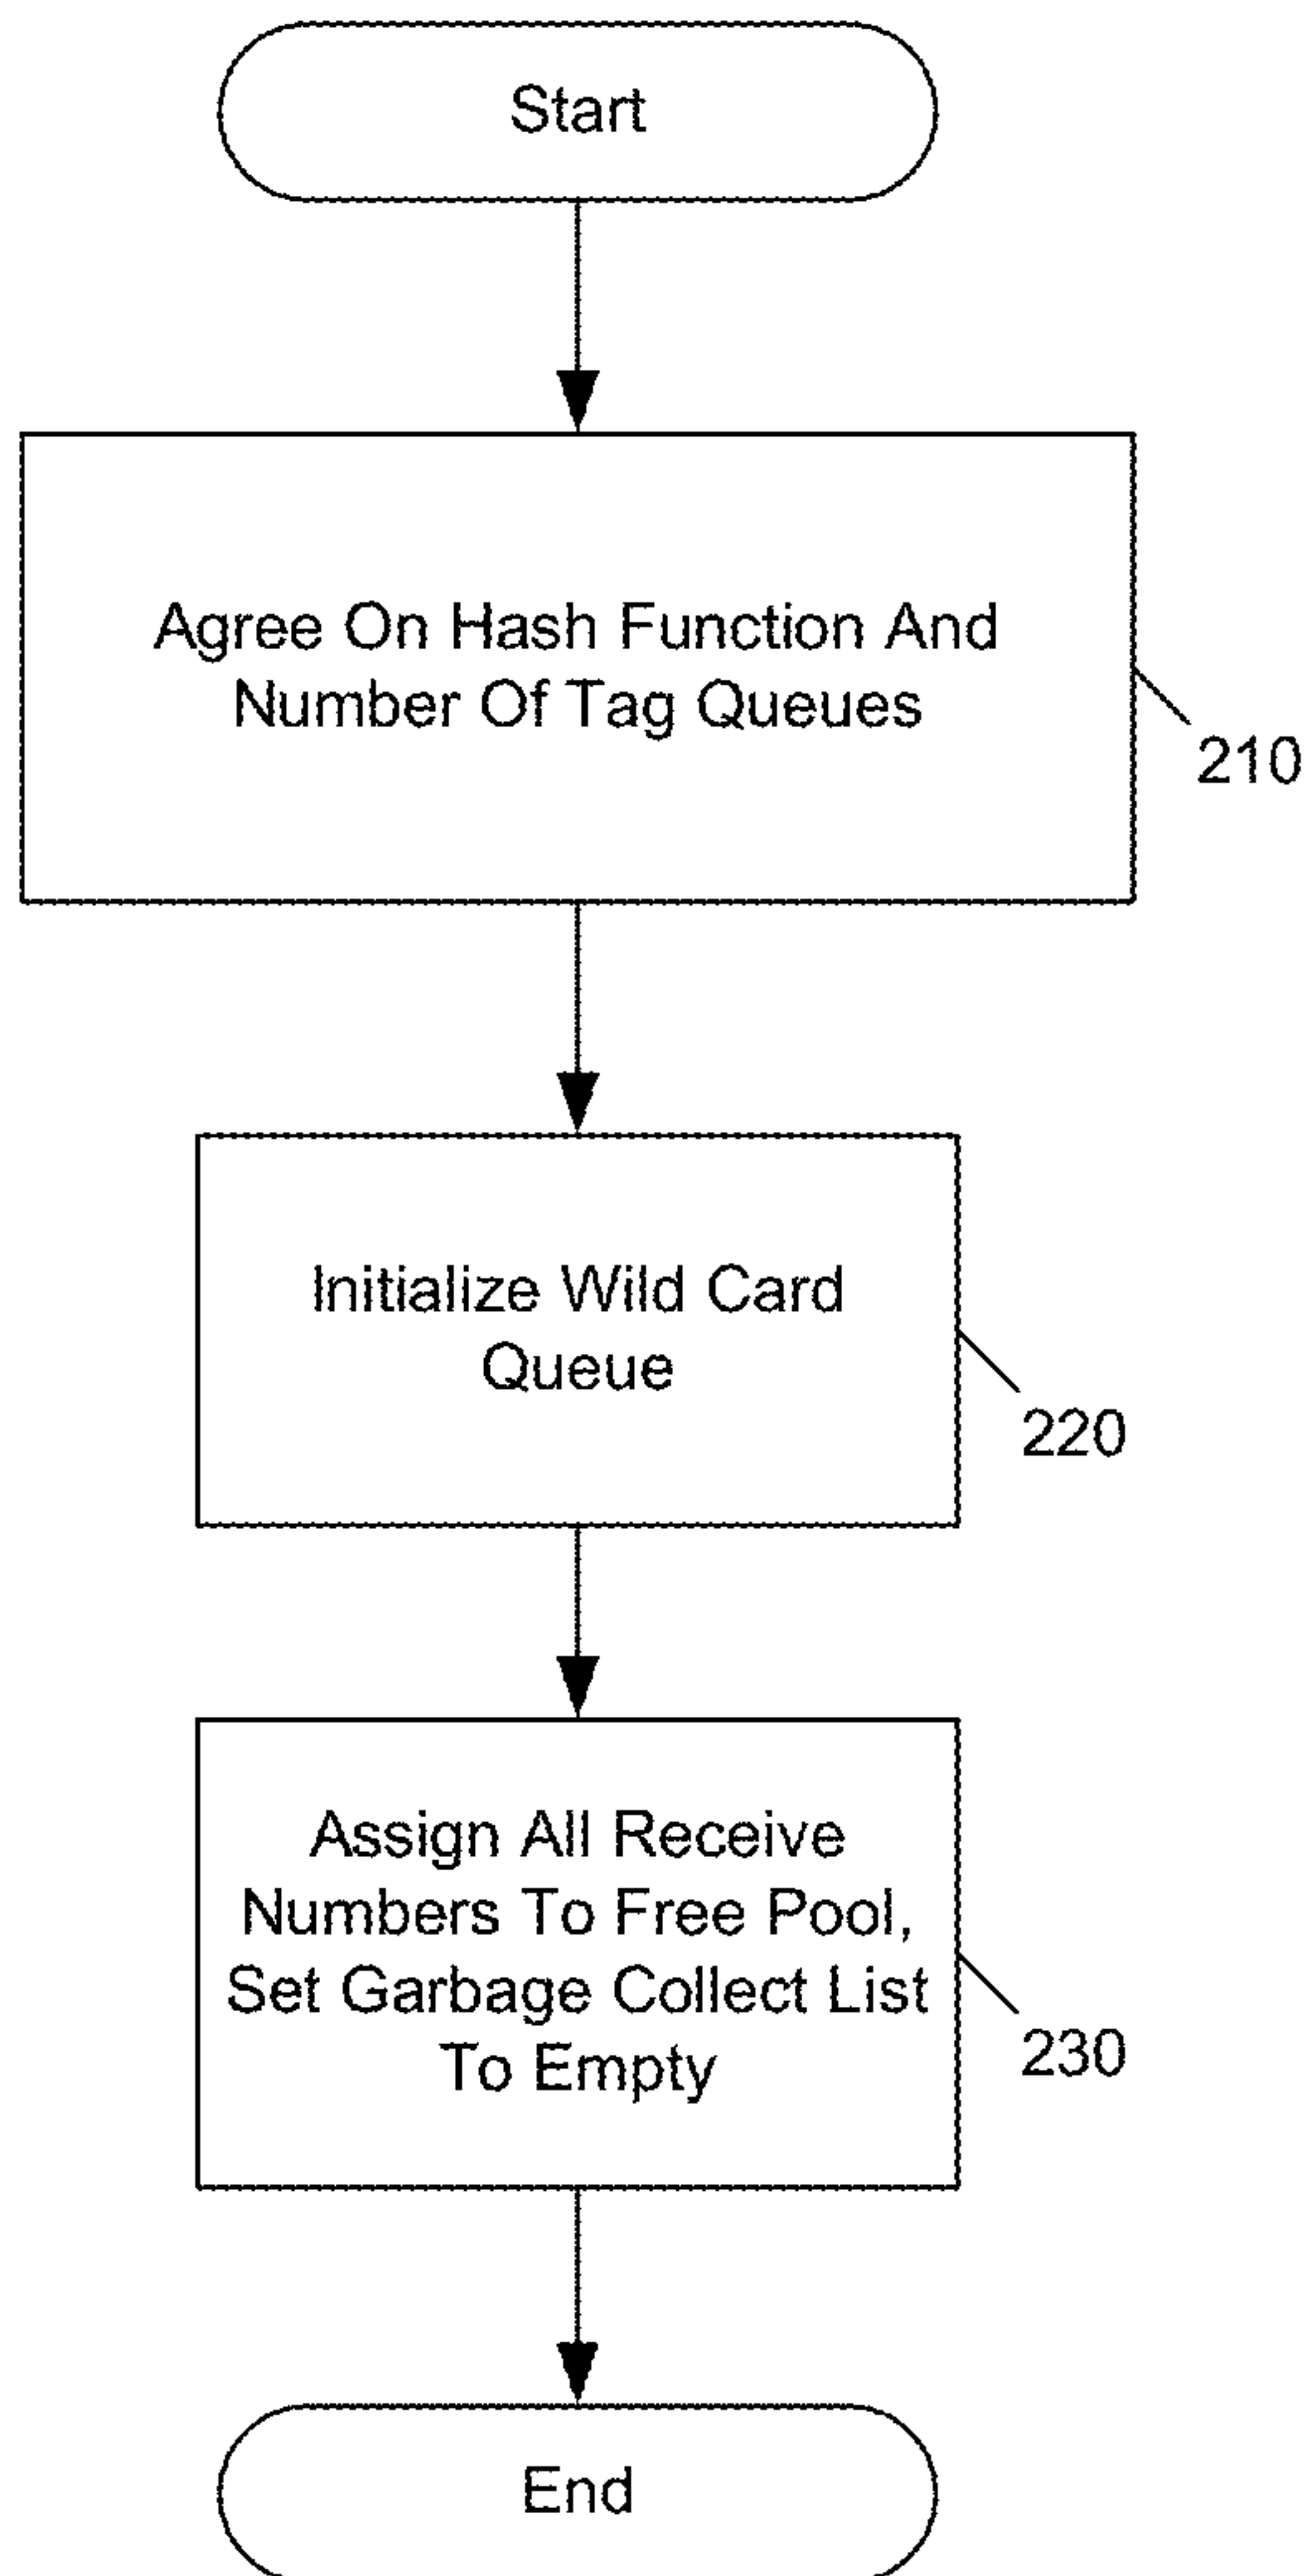 Start
Agree On Hash Function And
Number Of Tag Queues
210
Initialize Wild Card
Queue
220
Assign All Receive
Numbers To Free Pool,
Set Garbage Collect List
To Empty
230
End